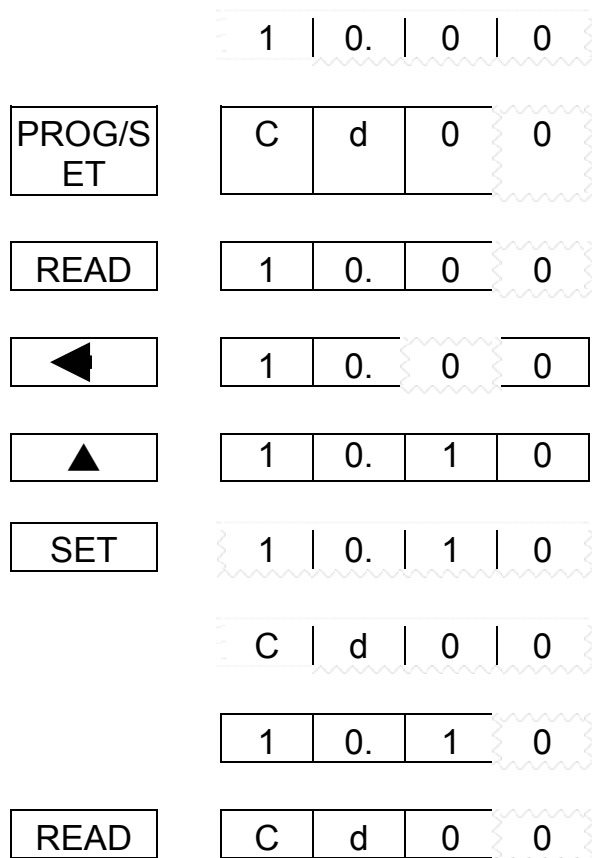 1 0. 0 0
PROG/S
ET
C d 0 0
READ 1 0. 0 0
1 0. 0 0
1 0. 1 0
SET 1 0. 1 0
C d 0 0
1 0. 1 0
READ C d 0 0